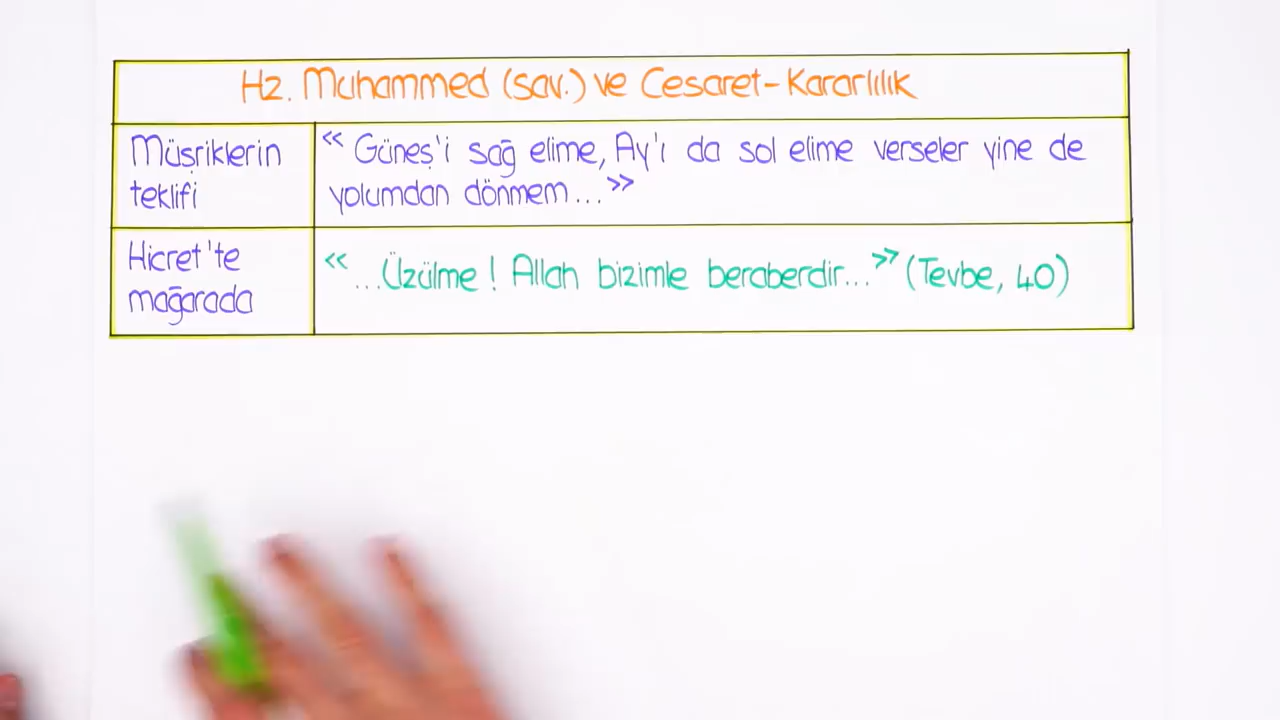 Hz. Muhammed (sav.) ve Cesaret-Kararlılık
Müşriklerin
teklifi
« Güneş'i sağ elime, Ay'ı da sol elime verseler yine de
yolumdan dönmem...»
Hicret'te
mağarada
« ...Üzülme! Allah bizimle beraberdir...» (Tevbe, 40)